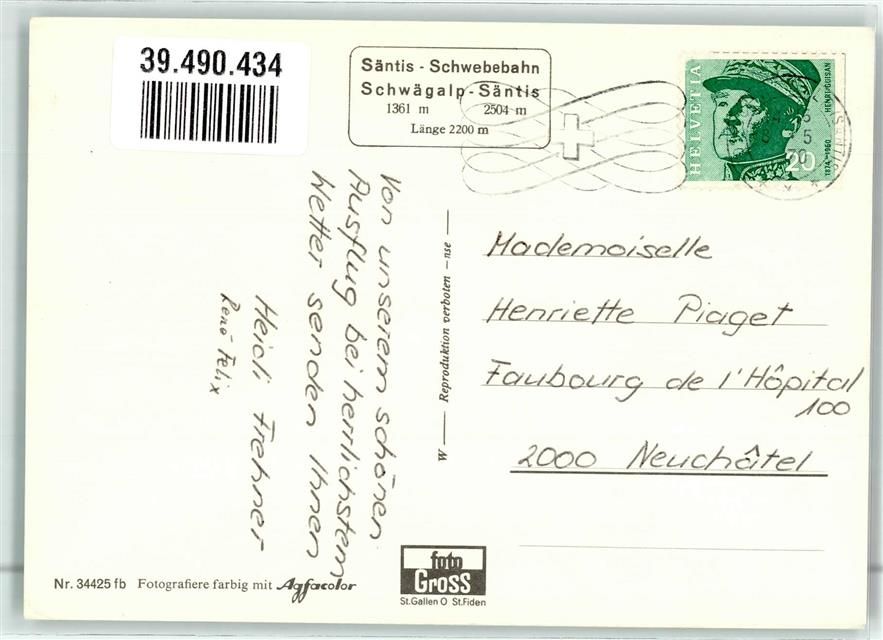 39.490.434
Säntis - Schwebebahn
Schwägalp - Säntis
1361 m 2504 m
Länge 2200 m
HELVETIA
HENRI GUISAN
1874-1960
20
Von unserem schönen
Ausflug bei herrlichstem
Wetter senden Ihnen
Heidi Frehner
René Felix
W — Reproduktion verboten – nse —
Mademoiselle
Henriette Piaget
Faubourg de l'Hôpital
100
2000 Neuchâtel
Nr. 34425 fb Fotografiere farbig mit Agfacolor
foto
GROSS
St.Gallen O St.Fiden